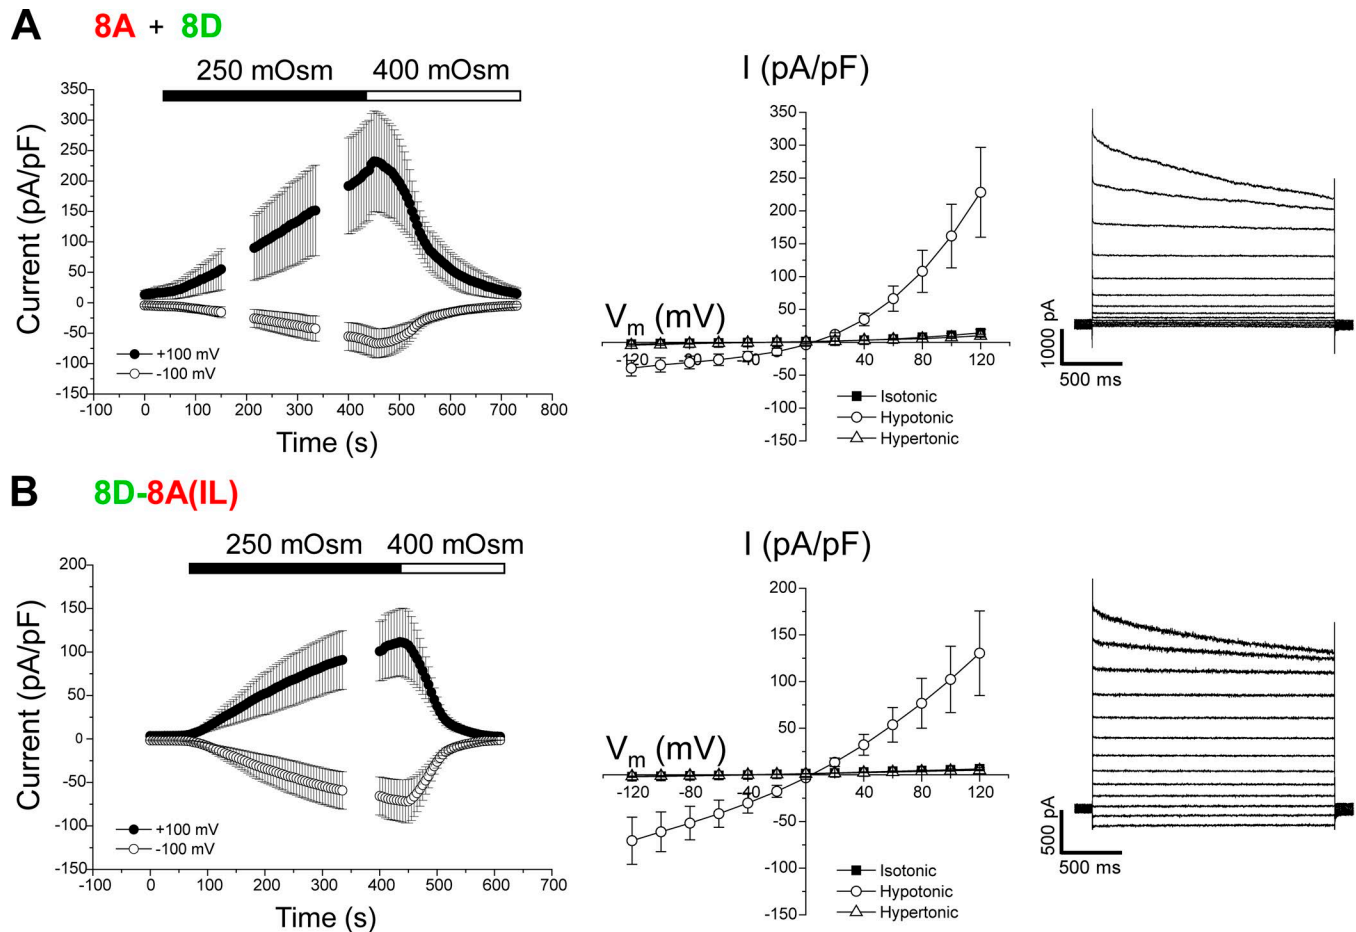 A
8A + 8D
250 mOsm
400 mOsm
Current (pA/pF)
350
300
250
200
150
100
50
0
-50
-100
-150
+100 mV
-100 mV
-100 0 100 200 300 400 500 600 700 800
Time (s)
I (pA/pF)
350
300
250
200
150
100
50
-50
-100
-150
Vm (mV)
-120 -80 -40 40 80 120
Isotonic
Hypotonic
Hypertonic
1000 pA
500 ms
B
8D-8A(IL)
250 mOsm
400 mOsm
Current (pA/pF)
200
150
100
50
0
-50
-100
-150
+100 mV
-100 mV
-100 0 100 200 300 400 500 600 700
Time (s)
I (pA/pF)
200
150
100
50
-50
-100
-150
Vm (mV)
-120 -80 -40 40 80 120
Isotonic
Hypotonic
Hypertonic
500 pA
500 ms